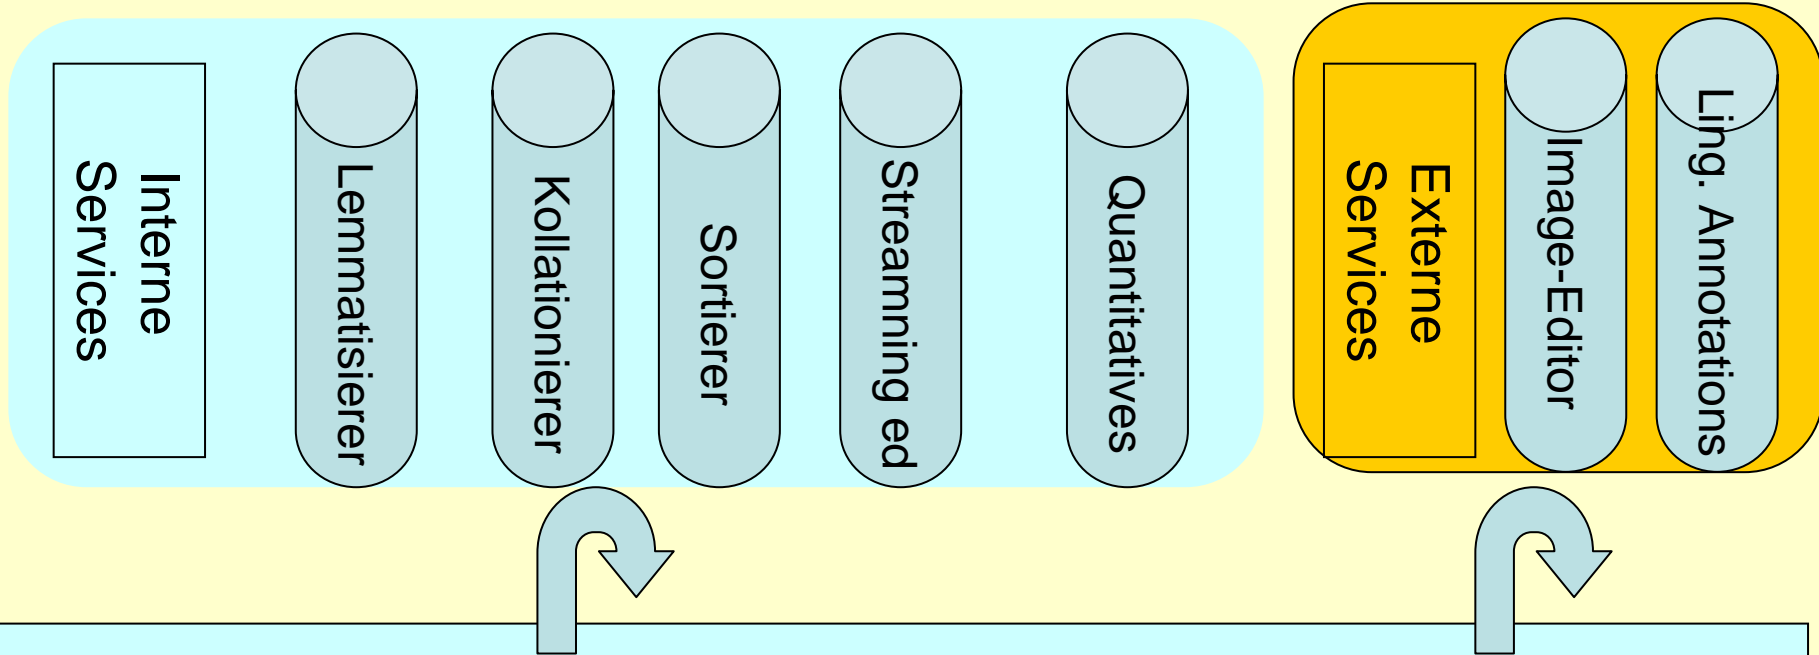 Interne
Services
Lemmatisierer
Kollationierer
Sortierer
Streamning ed
Quantitatives
Externe
Services
Image-Editor
Ling. Annotations